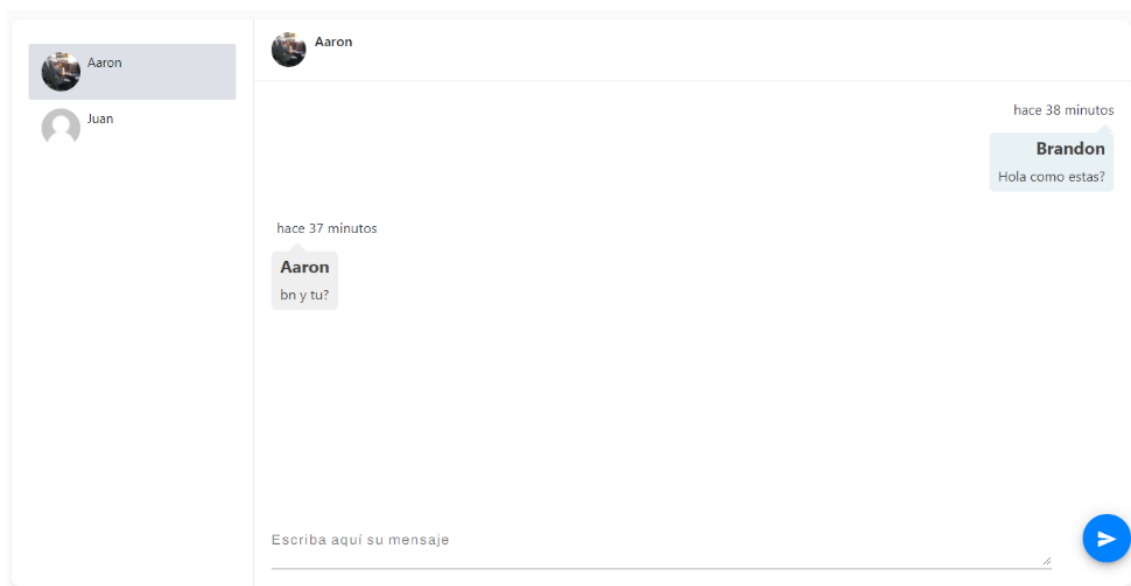 Aaron
Juan
Aaron
hace 38 minutos
Brandon
Hola como estas?
hace 37 minutos
Aaron
bn y tu?
Escriba aquí su mensaje